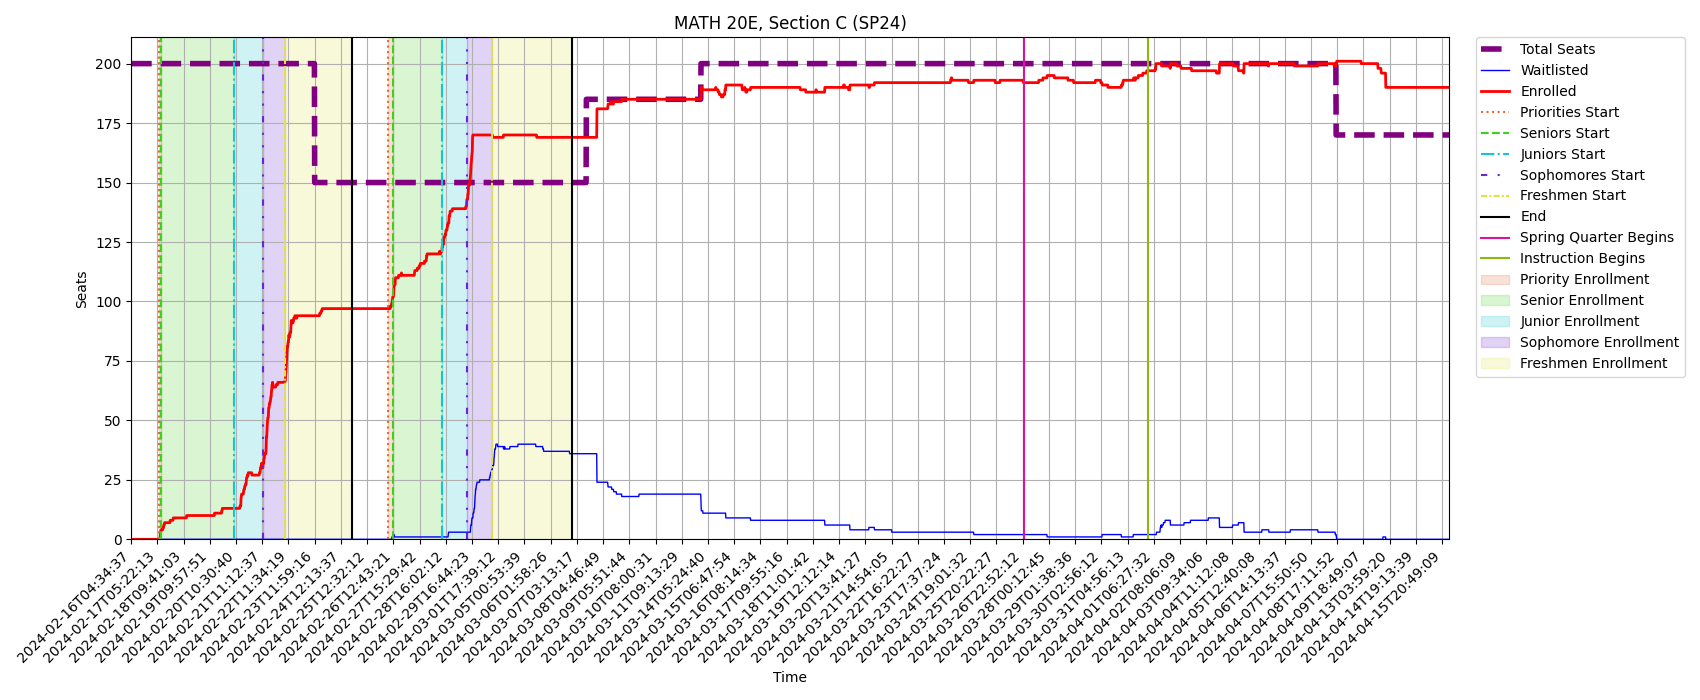 MATH 20E, Section C (SP24)
Seats
200
175
150
125
100
75
50
25
0
2024-02-16T04:34:37
2024-02-17T05:22:13
2024-02-18T09:41:03
2024-02-19T09:57:51
2024-02-20T10:30:40
2024-02-21T11:12:37
2024-02-22T11:34:19
2024-02-23T11:59:16
2024-02-24T12:13:37
2024-02-25T12:32:12
2024-02-26T12:43:21
2024-02-27T15:29:42
2024-02-28T16:02:12
2024-02-29T16:44:23
2024-03-01T17:39:12
2024-03-05T00:53:39
2024-03-06T01:58:26
2024-03-07T03:13:17
2024-03-08T04:46:49
2024-03-09T05:51:44
2024-03-10T08:00:31
2024-03-11T09:13:29
2024-03-14T05:24:40
2024-03-15T06:47:54
2024-03-16T08:14:34
2024-03-17T09:55:16
2024-03-18T11:01:42
2024-03-19T12:12:14
2024-03-20T13:41:27
2024-03-21T14:54:05
2024-03-22T16:22:27
2024-03-23T17:37:24
2024-03-24T19:01:32
2024-03-25T20:22:27
2024-03-26T22:52:12
2024-03-28T00:12:45
2024-03-29T01:38:36
2024-03-30T02:56:12
2024-03-31T04:56:13
2024-04-01T06:27:32
2024-04-02T08:06:09
2024-04-03T09:34:06
2024-04-04T11:12:08
2024-04-05T12:40:08
2024-04-06T14:13:37
2024-04-07T15:50:50
2024-04-08T17:11:52
2024-04-09T18:49:07
2024-04-13T03:59:20
2024-04-14T19:13:39
2024-04-15T20:49:09
Time
Total Seats
Waitlisted
Enrolled
Priorities Start
Seniors Start
Juniors Start
Sophomores Start
Freshmen Start
End
Spring Quarter Begins
Instruction Begins
Priority Enrollment
Senior Enrollment
Junior Enrollment
Sophomore Enrollment
Freshmen Enrollment